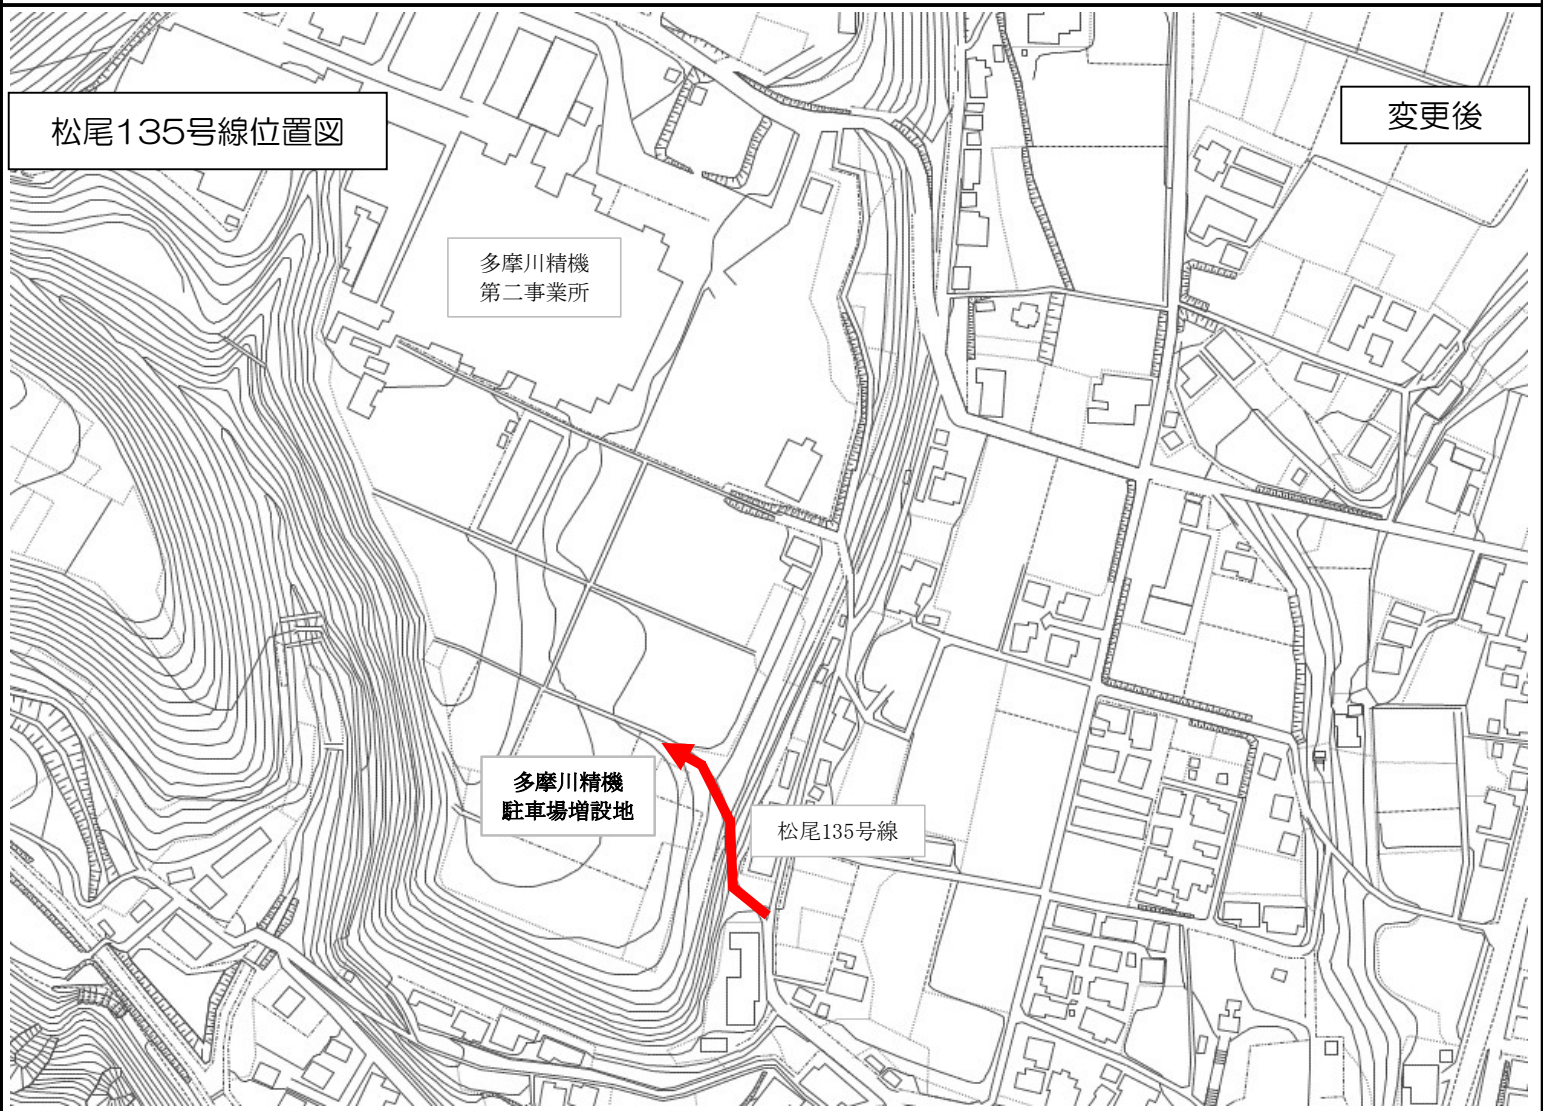 松尾135号線位置図
変更後
多摩川精機
第二事業所
多摩川精機
駐車場増設地
松尾135号線